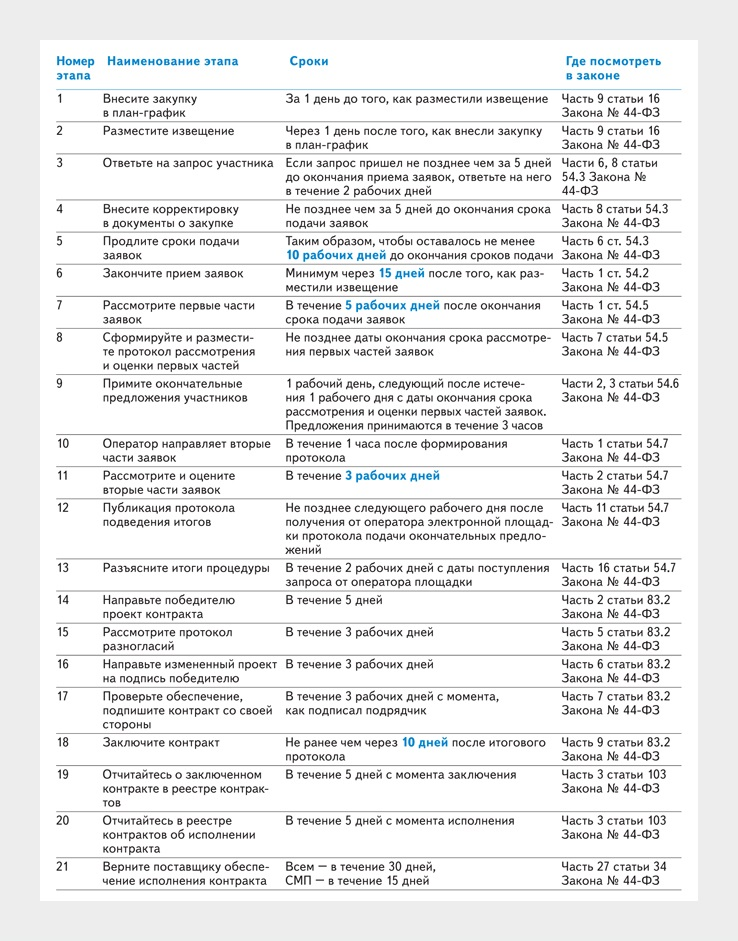 Номер
этапа
Наименование этапа
Сроки
Где посмотреть
в законе
1
Внесите закупку
в план-график
За 1 день до того, как разместили извещение
Часть 9 статьи 16
Закона № 44-ФЗ
2
Разместите извещение
Через 1 день после того, как внесли закупку
в план-график
Часть 9 статьи 16
Закона № 44-ФЗ
3
Ответьте на запрос участника
Если запрос пришел не позднее чем за 5 дней
до окончания приема заявок, ответьте на него
в течение 2 рабочих дней
Части 6, 8 статьи
54.3 Закона №
44-ФЗ
4
Внесите корректировку
в документы о закупке
Не позднее чем за 5 дней до окончания срока
подачи заявок
Часть 8 статьи 54.3
Закона № 44-ФЗ
5
Продлите сроки подачи
заявок
Таким образом, чтобы оставалось не менее
10 рабочих дней до окончания сроков подачи
Часть 6 ст. 54.3
Закона № 44-ФЗ
6
Закончите прием заявок
Минимум через 15 дней после того, как раз-
местили извещение
Часть 1 ст. 54.2
Закона № 44-ФЗ
7
Рассмотрите первые части
заявок
В течение 5 рабочих дней после окончания
срока подачи заявок
Часть 1 ст. 54.5
Закона № 44-ФЗ
8
Сформируйте и размести-
те протокол рассмотрения
и оценки первых частей
Не позднее даты окончания срока рассмотре-
ния первых частей заявок
Часть 7 статьи 54.5
Закона № 44-ФЗ
9
Примите окончательные
предложения участников
1 рабочий день, следующий после истече-
ния 1 рабочего дня с даты окончания срока
рассмотрения и оценки первых частей заявок.
Предложения принимаются в течение 3 часов
Части 2, 3 статьи 54.6
Закона № 44-ФЗ
10
Оператор направляет вторые
части заявок
В течение 1 часа после формирования
протокола
Часть 1 статьи 54.7
Закона № 44-ФЗ
11
Рассмотрите и оцените
вторые части заявок
В течение 3 рабочих дней
Часть 2 статьи 54.7
Закона № 44-ФЗ
12
Публикация протокола
подведения итогов
Не позднее следующего рабочего дня после
получения от оператора электронной площад-
ки протокола подачи окончательных предло-
жений
Часть 11 статьи 54.7
Закона № 44-ФЗ
13
Разъясните итоги процедуры
В течение 2 рабочих дней с даты поступления
запроса от оператора площадки
Часть 16 статьи 54.7
Закона № 44-ФЗ
14
Направьте победителю
проект контракта
В течение 5 дней
Часть 2 статьи 83.2
Закона № 44-ФЗ
15
Рассмотрите протокол
разногласий
В течение 3 рабочих дней
Часть 5 статьи 83.2
Закона № 44-ФЗ
16
Направьте измененный проект
на подпись победителю
В течение 3 рабочих дней
Часть 6 статьи 83.2
Закона № 44-ФЗ
17
Проверьте обеспечение,
подпишите контракт со своей
стороны
В течение 3 рабочих дней с момента,
как подписал подрядчик
Часть 7 статьи 83.2
Закона № 44-ФЗ
18
Заключите контракт
Не ранее чем через 10 дней после итогового
протокола
Часть 9 статьи 83.2
Закона № 44-ФЗ
19
Отчитайтесь о заключенном
контракте в реестре контрак-
тов
В течение 5 дней с момента заключения
Часть 3 статьи 103
Закона № 44-ФЗ
20
Отчитайтесь в реестре
контрактов об исполнении
контракта
В течение 5 дней с момента исполнения
Часть 3 статьи 103
Закона № 44-ФЗ
21
Верните поставщику обеспе-
чение исполнения контракта
Всем — в течение 30 дней,
СМП — в течение 15 дней
Часть 27 статьи 34
Закона № 44-ФЗ